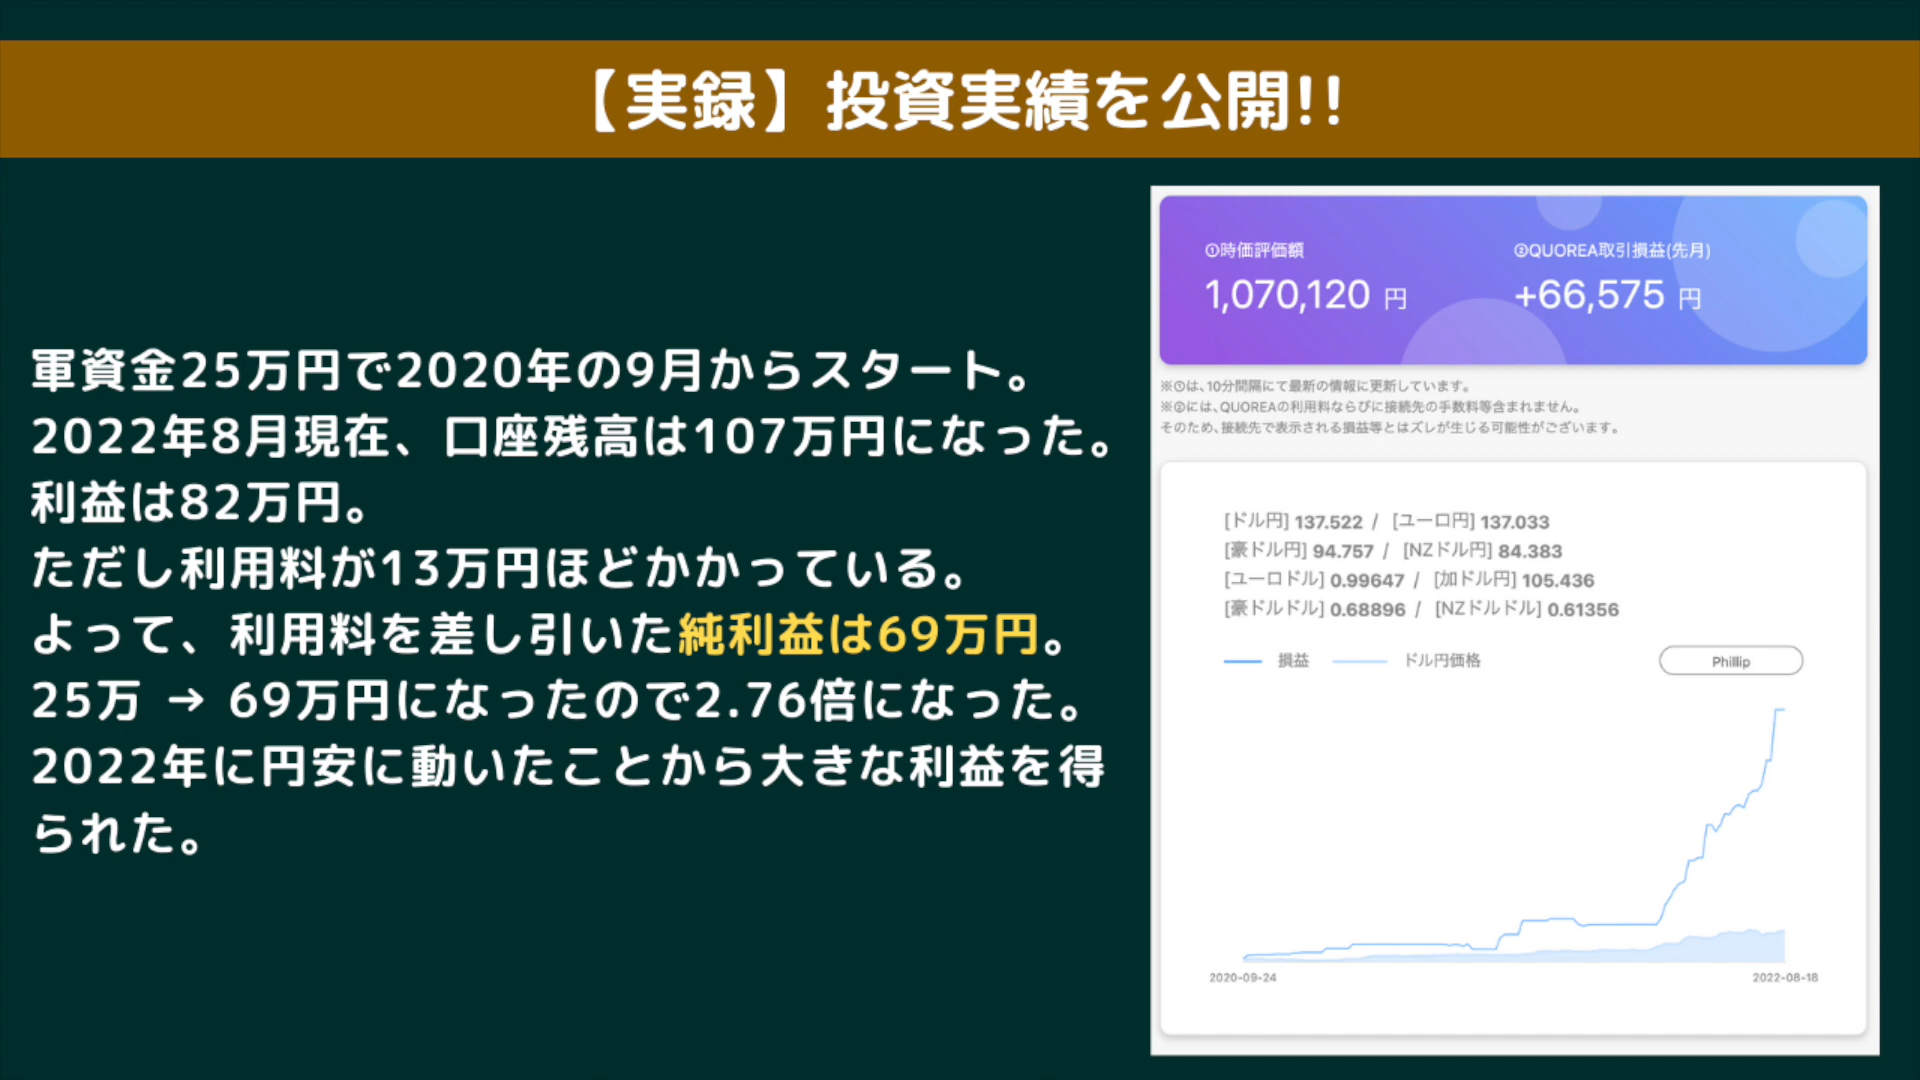 【実録】投資実績を公開!!
軍資金25万円で2020年の9月からスタート。
2022年8月現在、口座残高は107万円になった。
利益は82万円。
ただし利用料が13万円ほどかかっている。
よって、利用料を差し引いた純利益は69万円。
25万 → 69万円になったので2.76倍になった。
2022年に円安に動いたことから大きな利益を得
られた。
①時価評価額 ②QUOREA取引損益(先月)
1,070,120 円 +66,575 円
※①は、10分間隔にて最新の情報に更新しています。
※②には、QUOREAの利用料ならびに接続先の手数料等含まれません。
そのため、接続先で表示される損益等とはズレが生じる可能性がございます。
[ドル円] 137.522 / [ユーロ円] 137.033
[豪ドル円] 94.757 / [NZドル円] 84.383
[ユーロドル] 0.99647 / [加ドル円] 105.436
[豪ドルドル] 0.68896 / [NZドルドル] 0.61356
損益 ドル円価格 Phillip
2020-09-24 2022-08-18